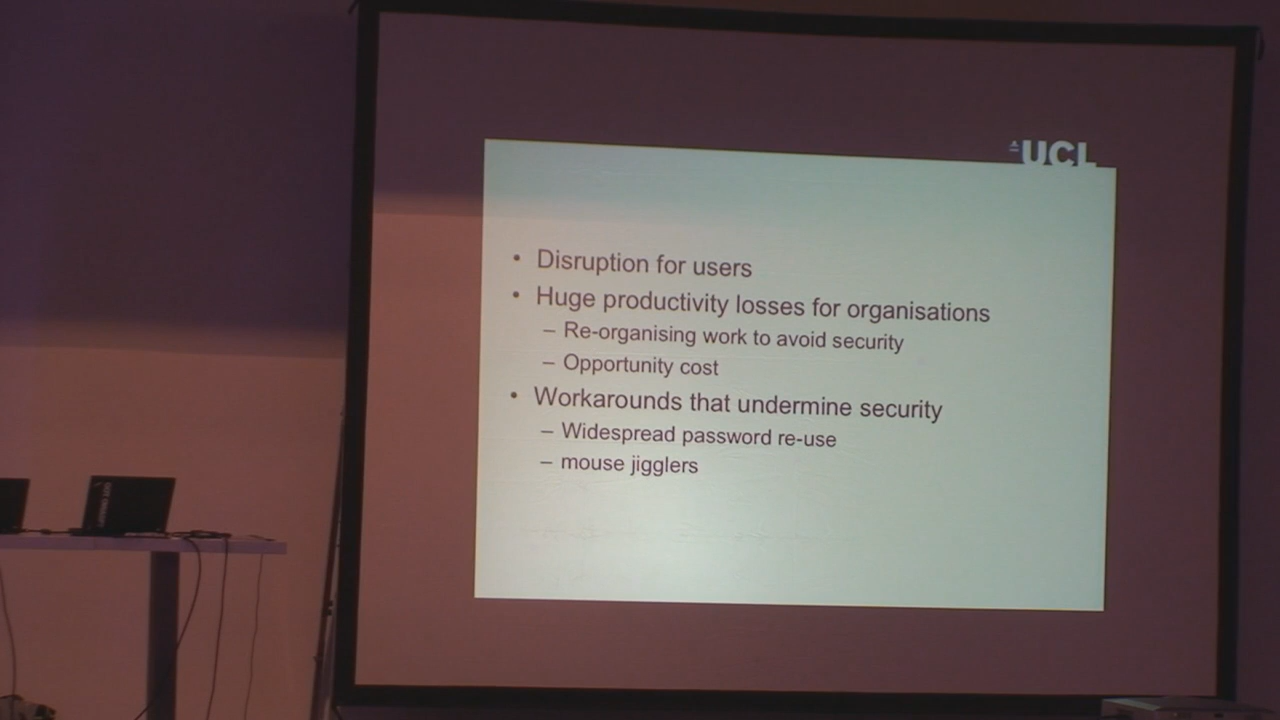 UCL
• Disruption for users
• Huge productivity losses for organisations
– Re-organising work to avoid security
– Opportunity cost
• Workarounds that undermine security
– Widespread password re-use
– mouse jigglers